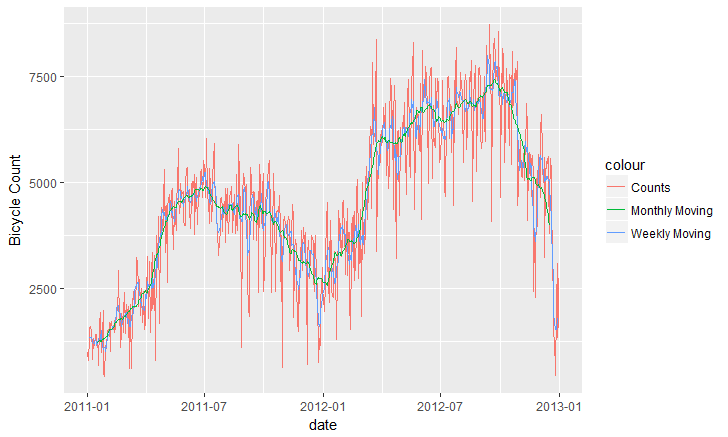 Bicycle Count
7500
5000
2500
2011-01
2011-07
2012-01
2012-07
2013-01
date
colour
Counts
Monthly Moving
Weekly Moving